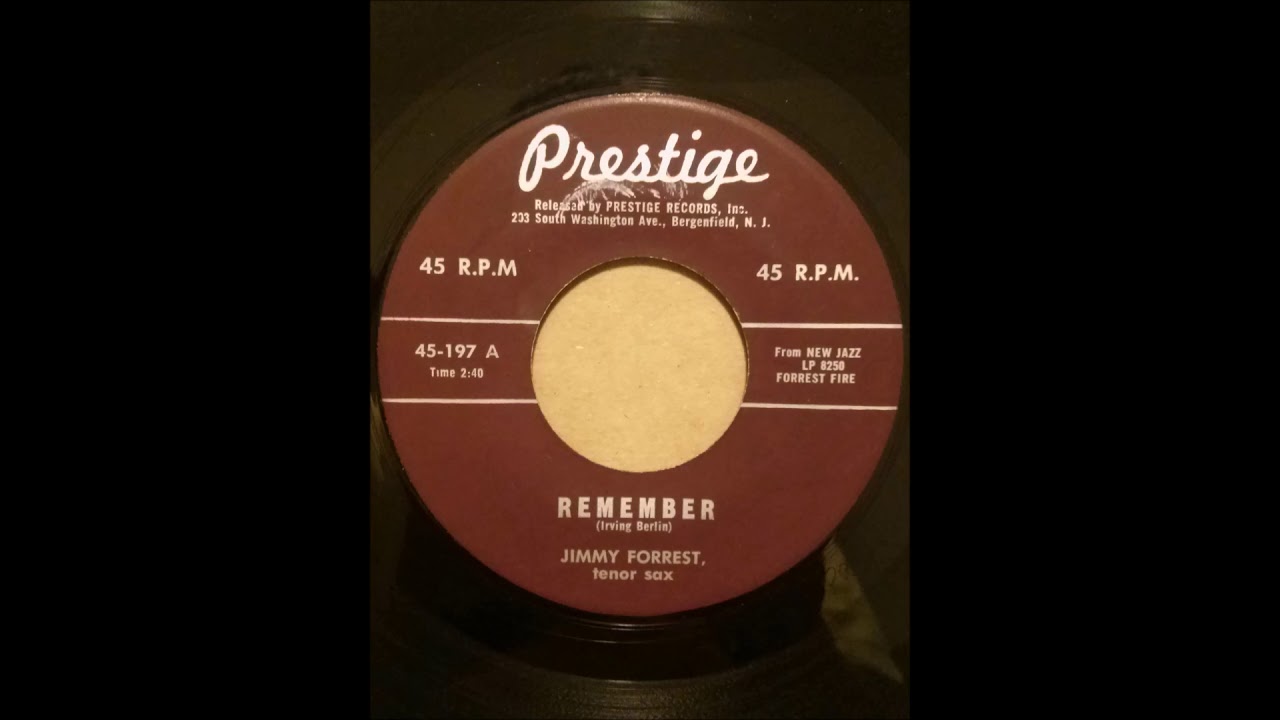 Prestige
Released by PRESTIGE RECORDS, Inc.
203 South Washington Ave., Bergenfield, N. J.
45 R.P.M
45 R.P.M.
45-197 A
Time 2:40
From NEW JAZZ
LP 8250
FORREST FIRE
REMEMBER
(Irving Berlin)
JIMMY FORREST,
tenor sax